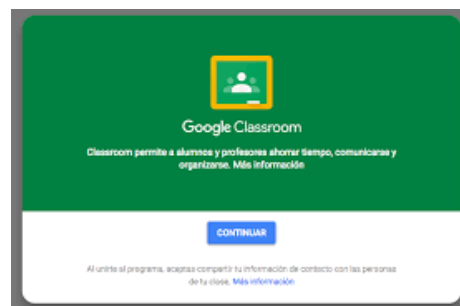 Google Classroom
Classroom permite a alumnos y profesores ahorrar tiempo, comunicarse y
organizarse. Más información
CONTINUAR
Al unirte al programa, aceptas compartir tu información de contacto con las personas
de tu clase. Más información